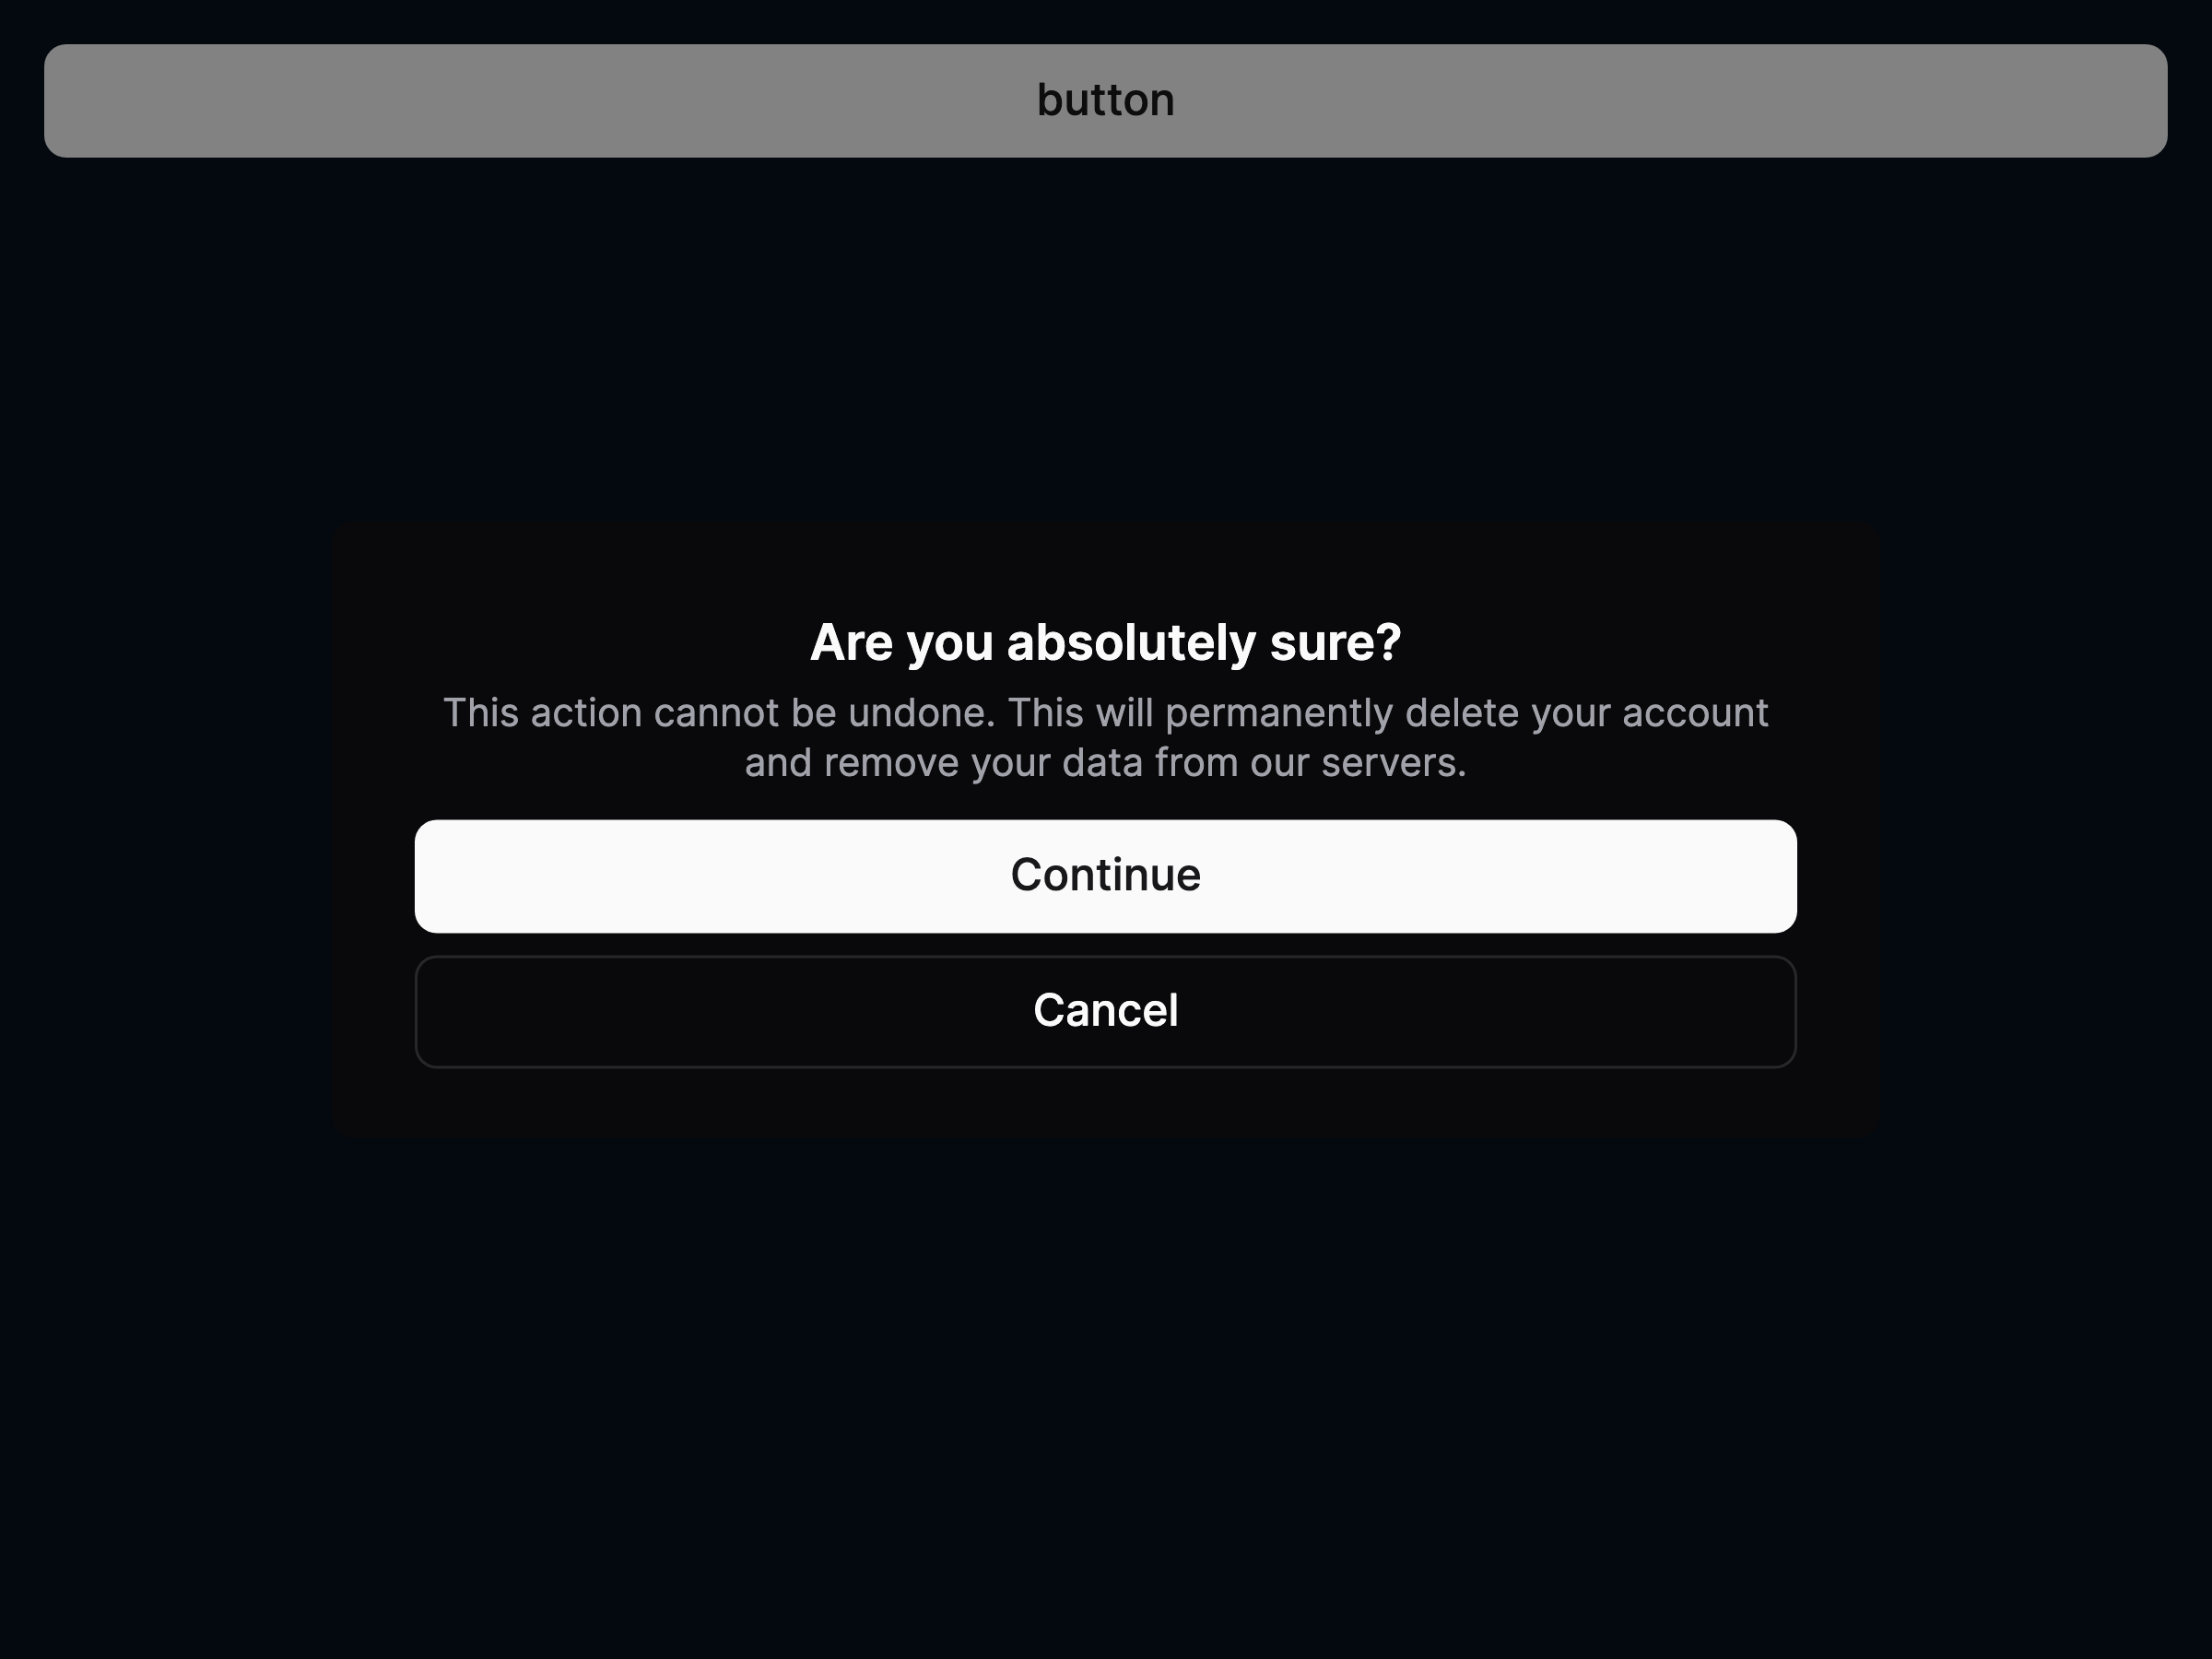 button
Are you absolutely sure?
This action cannot be undone. This will permanently delete your account
and remove your data from our servers.
Continue
Cancel